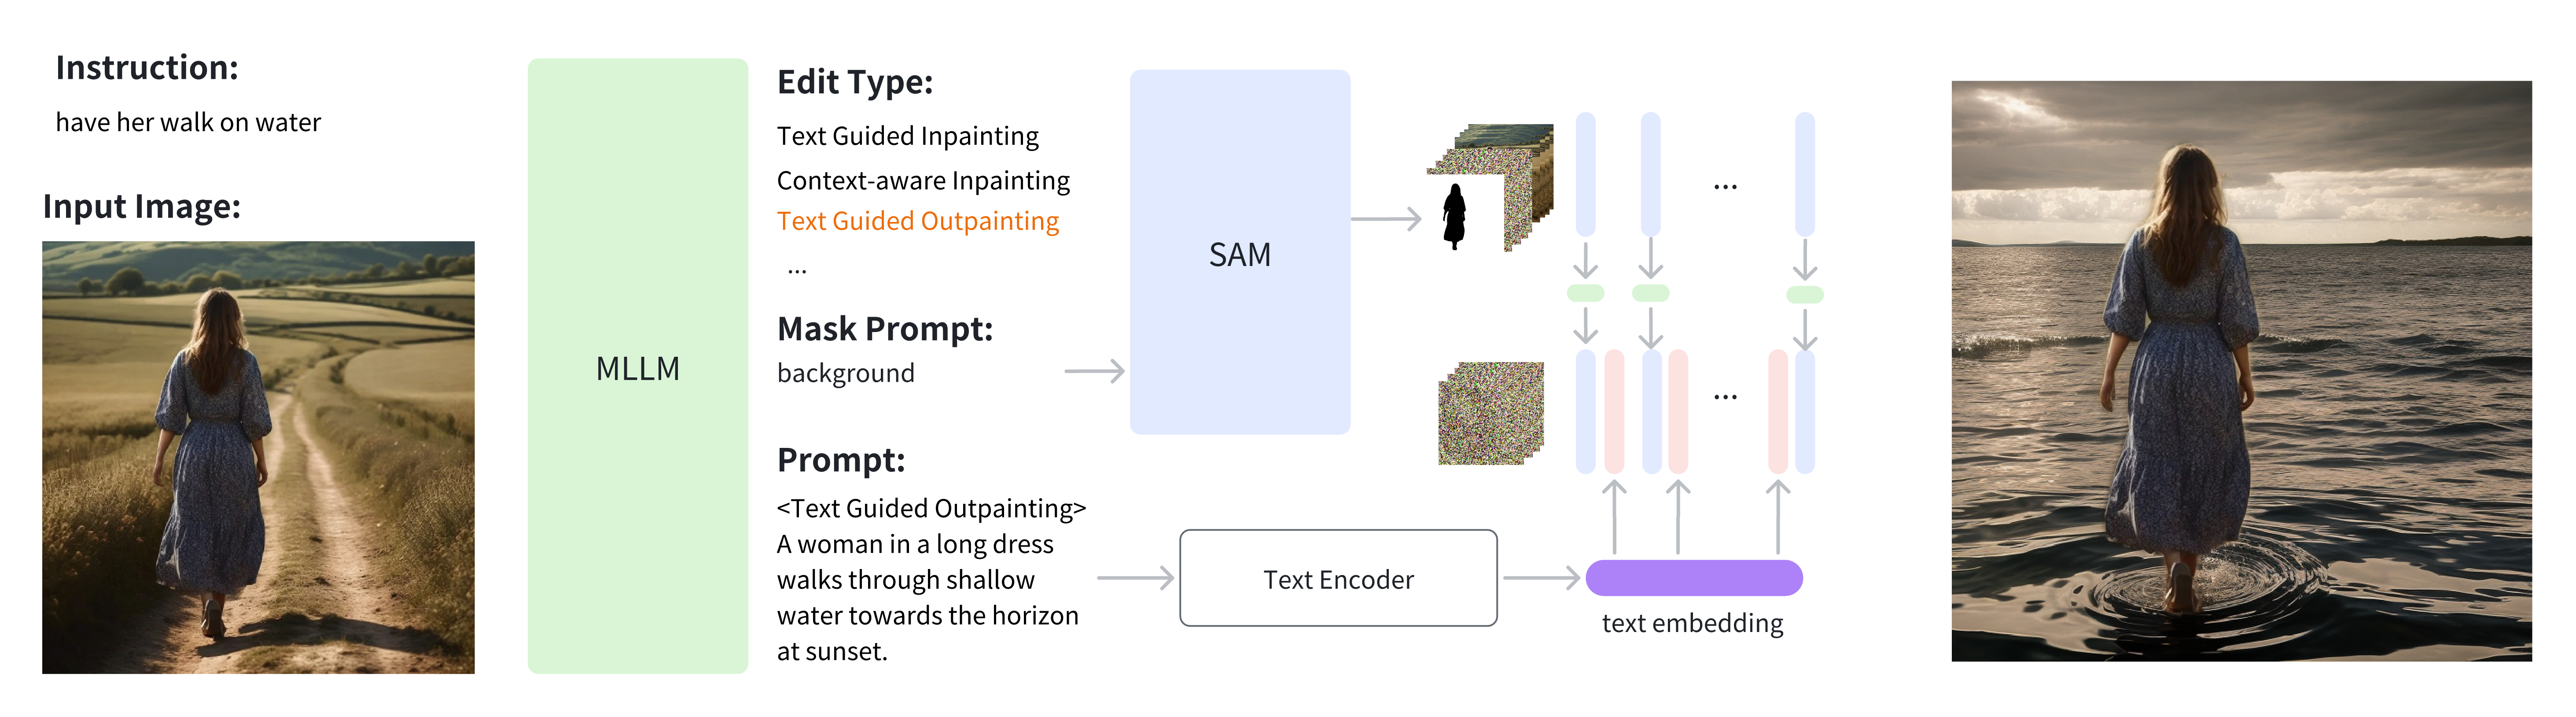 Instruction:
have her walk on water
Input Image:
MLLM
Edit Type:
Text Guided Inpainting
Context-aware Inpainting
Text Guided Outpainting
...
Mask Prompt:
background
Prompt:
<Text Guided Outpainting>
A woman in a long dress
walks through shallow
water towards the horizon
at sunset.
SAM
Text Encoder
...
...
text embedding